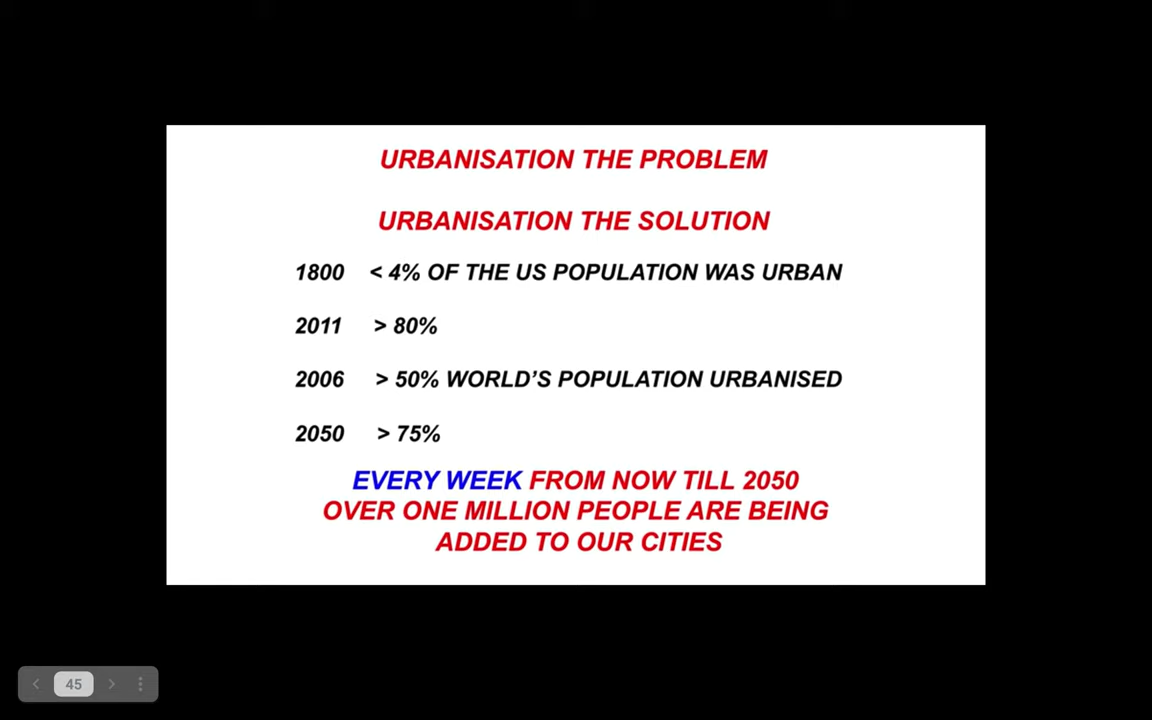 URBANISATION THE PROBLEM
URBANISATION THE SOLUTION
1800 < 4% OF THE US POPULATION WAS URBAN
2011 > 80%
2006 > 50% WORLD’S POPULATION URBANISED
2050 > 75%
EVERY WEEK FROM NOW TILL 2050
OVER ONE MILLION PEOPLE ARE BEING
ADDED TO OUR CITIES
45